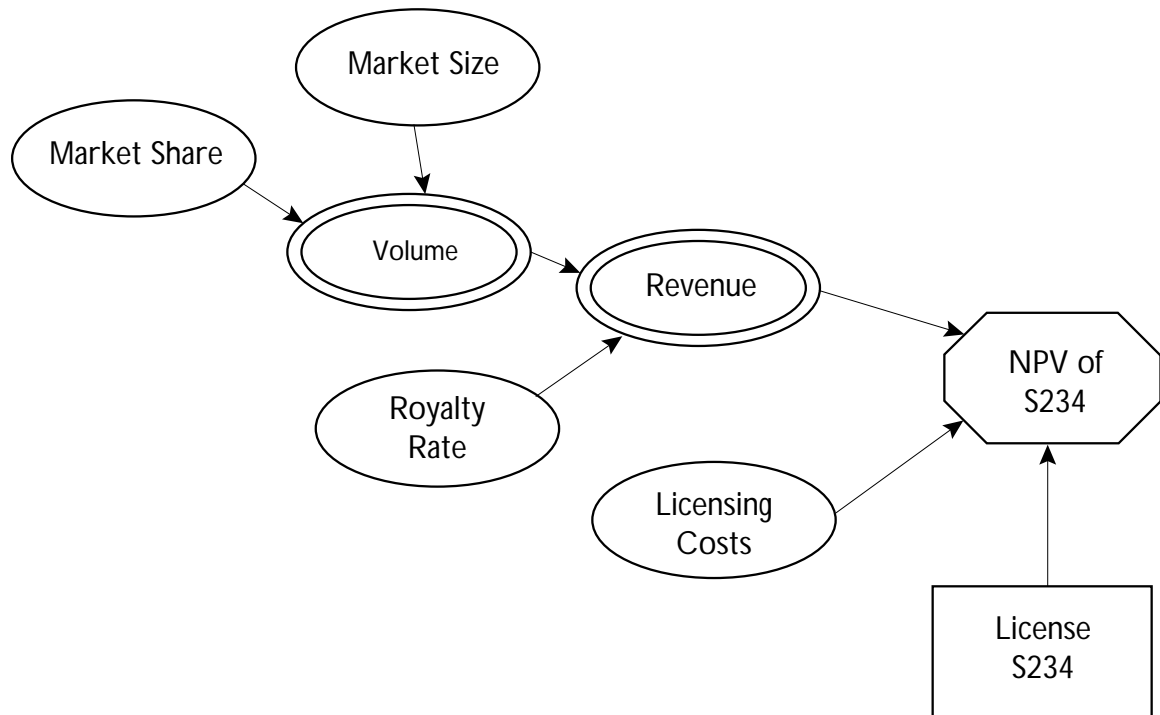 Market Size
Market Share
Volume
Revenue
NPV of
S234
Royalty
Rate
Licensing
Costs
License
S234